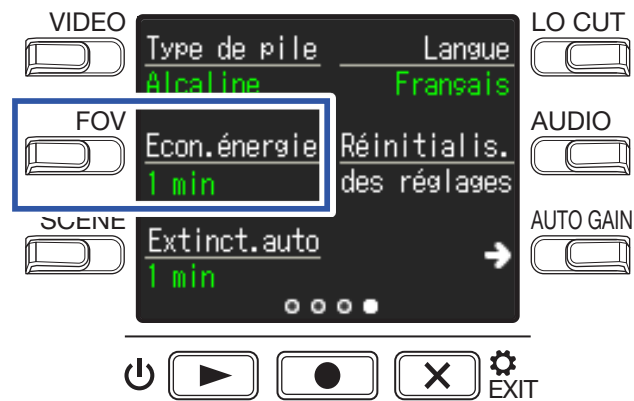 VIDEO
LO CUT
Type de pile
Langue
Alcaline
Français
FOV
AUDIO
Econ.énergie
Réinitialis.
1 min
des réglages
SCENE
AUTO GAIN
Extinct.auto
1 min
EXIT